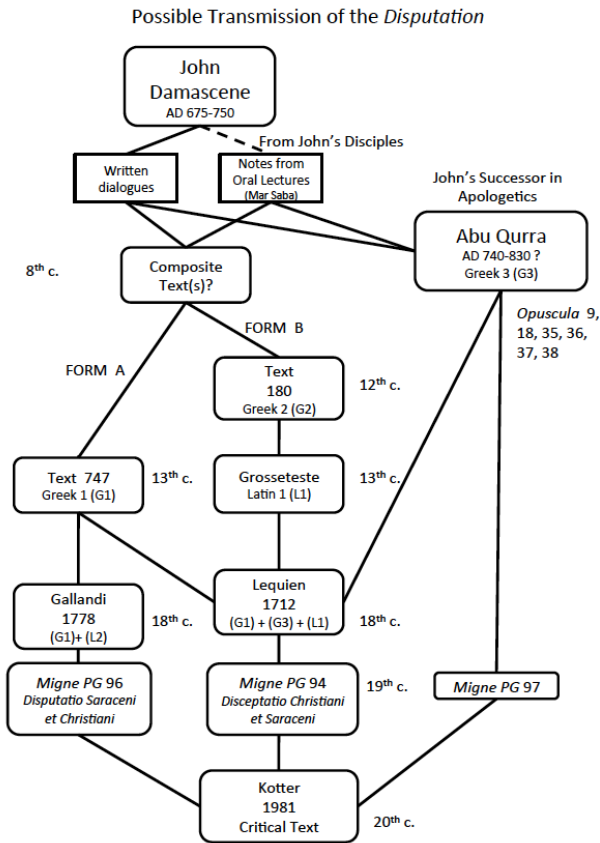 Possible Transmission of the Disputation
John
Damascene
AD 675-750
From John's Disciples
Written
dialogues
Notes from
Oral Lectures
(Mar Saba)
John's Successor in
Apologetics
Abu Qurra
AD 740-830 ?
Greek 3 (G3)
8th c.
Composite
Text(s)?
Opuscula 9,
18, 35, 36,
37, 38
FORM A
FORM B
Text
180
Greek 2 (G2)
12th c.
Text 747
Greek 1 (G1)
13th c.
Grosseteste
Latin 1 (L1)
13th c.
Gallandi
1778
(G1)+ (L2)
18th c.
Lequien
1712
(G1) + (G3) + (L1)
18th c.
Migne PG 96
Disputatio Saraceni
et Christiani
Migne PG 94
Disceptatio Christiani
et Saraceni
19th c.
Migne PG 97
Kotter
1981
Critical Text
20th c.